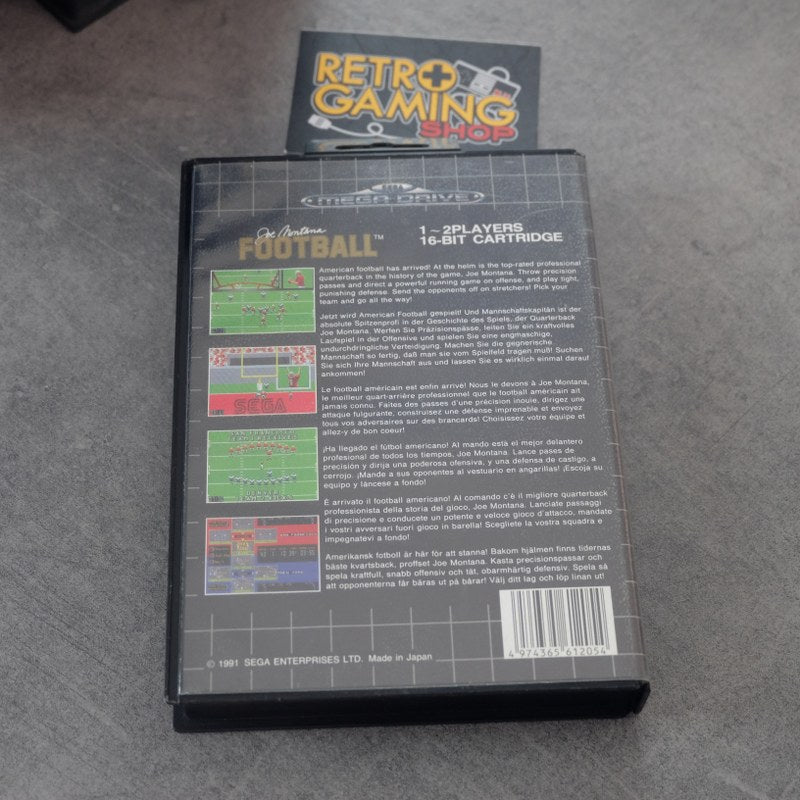 RETRO
GAMING
SHOP
SEGA
MEGA DRIVE
Joe Montana
FOOTBALL™
1~2PLAYERS
16-BIT CARTRIDGE
American football has arrived! At the helm is the top-rated professional
quarterback in the history of the game, Joe Montana. Throw precision
passes and direct a powerful running game on offense, and play tight,
punishing defense. Send the opponents off on stretchers! Pick your
team and go all the way!
Jetzt wird American Football gespielt! Und Mannschaftskapitän ist der
absolute Spitzenprofi in der Geschichte des Spiels, der Quarterback
Joe Montana. Werfen Sie Präzisionspässe, leiten Sie ein kraftvolles
Laufspiel in der Offensive und spielen Sie eine engmaschige,
undurchdringliche Verteidigung. Machen Sie die gegnerische
Mannschaft so fertig, daß man sie vom Spielfeld tragen muß! Suchen
Sie sich Ihre Mannschaft aus und lassen Sie es wirklich einmal darauf
ankommen!
Le football américain est enfin arrivé! Nous le devons à Joe Montana,
le meilleur quart-arrière professionnel que le football américain ait
jamais connu. Faites des passes d'une précision inouïe, dirigez une
attaque fulgurante, construisez une défense imprenable et envoyez
tous vos adversaires sur des brancards! Choisissez votre équipe et
allez-y de bon coeur!
¡Ha llegado el fútbol americano! Al mando está el mejor delantero
profesional de todos los tiempos, Joe Montana. Lance pases de
precisión y dirija una poderosa ofensiva, y una defensa de castigo, a
cerrojo. ¡Mande a sus oponentes al vestuario en angarillas! ¡Escoja su
equipo y láncese a fondo!
È arrivato il football americano! Al comando c'è il migliore quarterback
professionista della storia del gioco, Joe Montana. Lanciate passaggi
di precisione e conducete un potente e veloce gioco d'attacco, mandate
i vostri avversari fuori gioco in barella! Scegliete la vostra squadra e
impegnatevi a fondo!
Amerikansk fotboll är här för att stanna! Bakom hjälmen finns tidernas
bäste kvartsback, proffset Joe Montana. Kasta precisionspassar och
spela kraftfull, snabb offensiv och tät, obarmhärtig defensiv. Spela så
att opponenterna får bäras ut på bårar! Välj ditt lag och löp linan ut!
SEGA
SAN FRANCISCO
DENVER
4 974365 612054
© 1991 SEGA ENTERPRISES LTD. Made in Japan